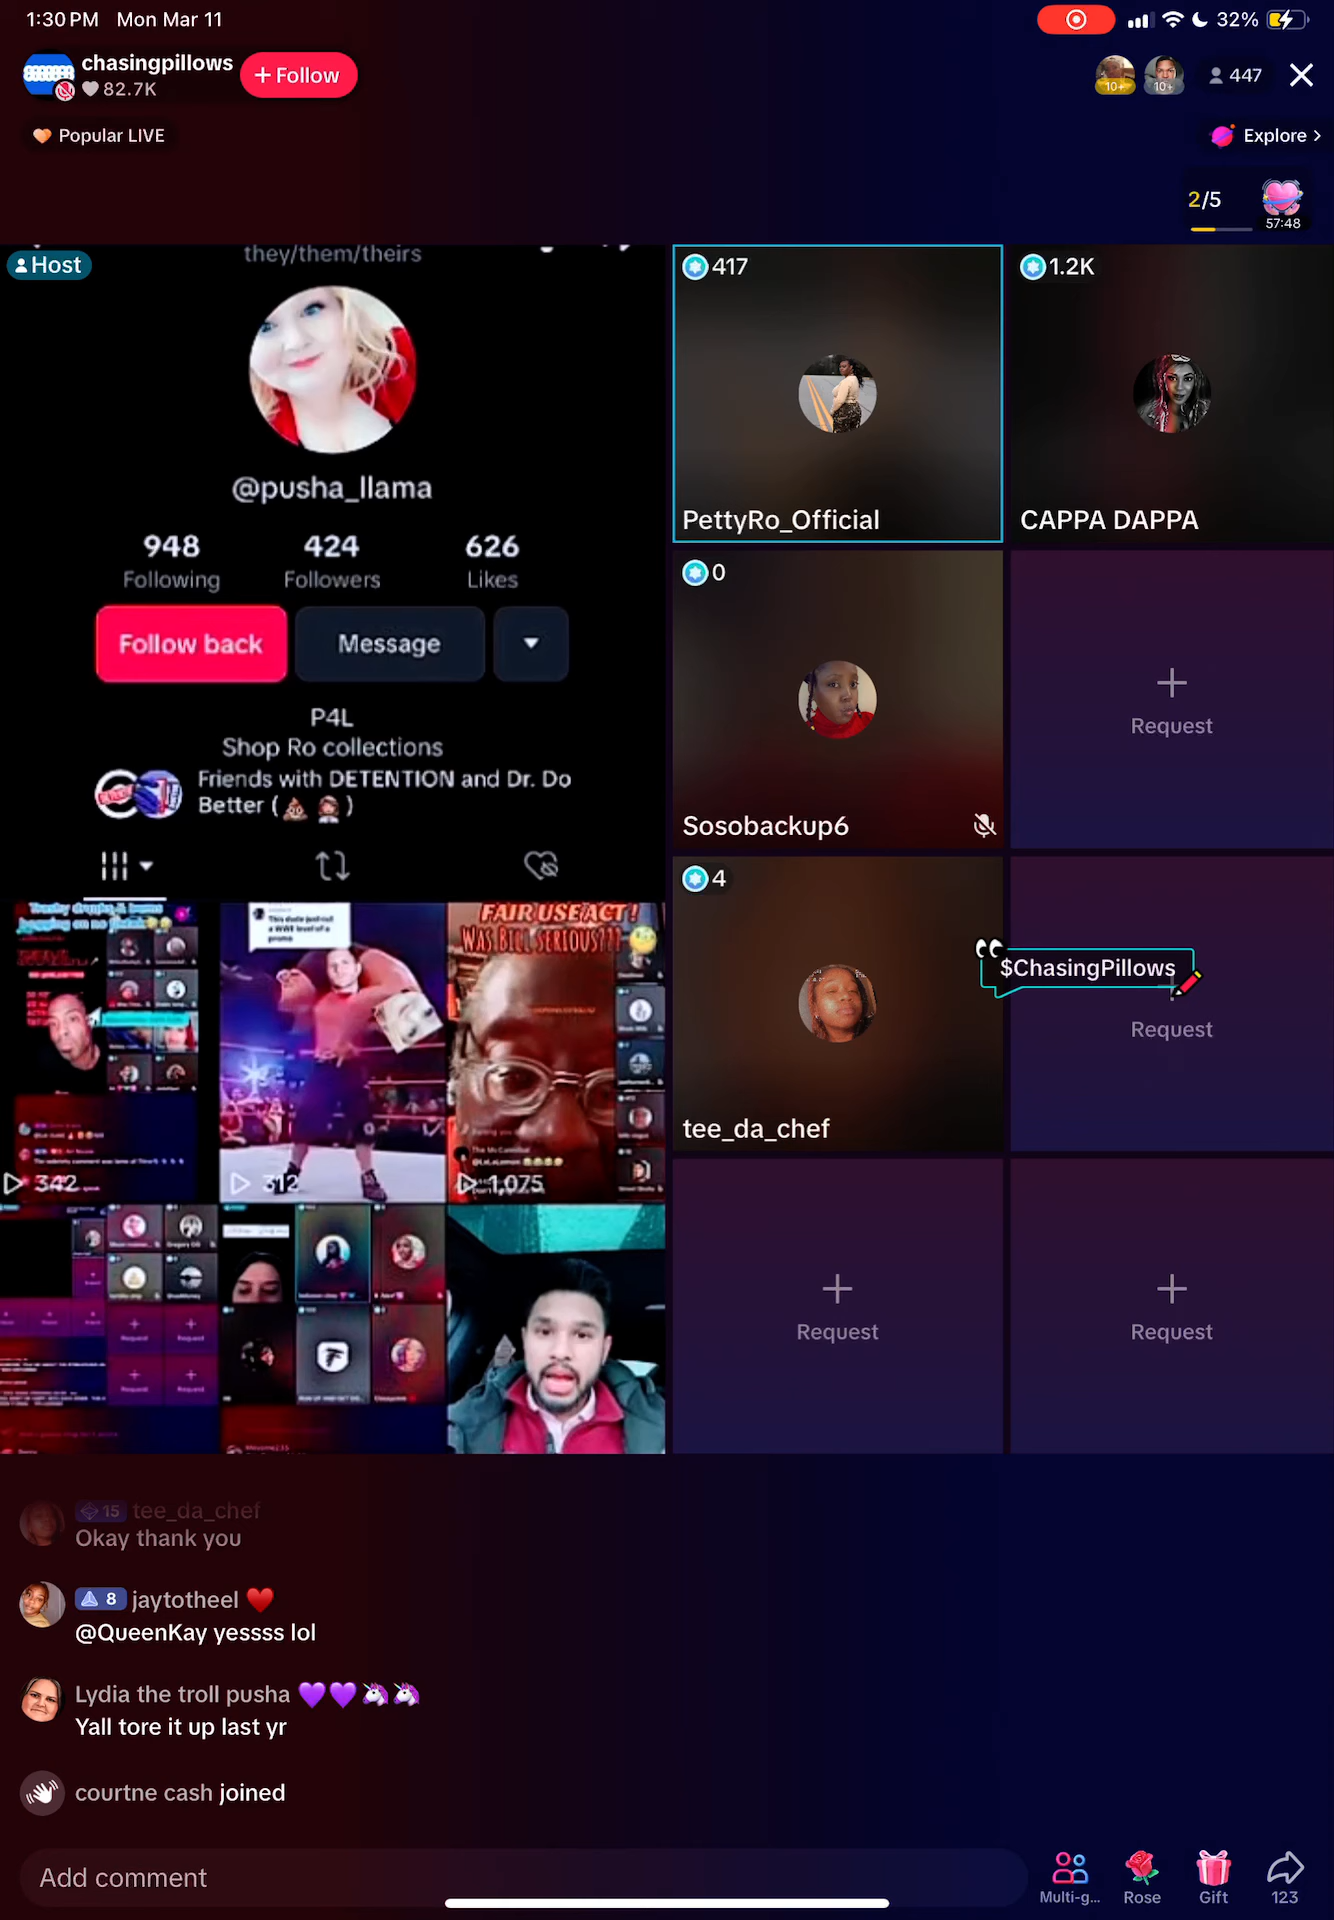 1:30 PM Mon Mar 11
32%
chasingpillows
82.7K
+ Follow
10+
10+
447
Popular LIVE
Explore >
2/5
57:48
Host
they/them/theirs
@pusha_llama
948
424
626
Following
Followers
Likes
Follow back
Message
P4L
Shop Ro collections
Friends with DETENTION and Dr. Do
Better (💩 👩)
FAIR USE ACT!
WAS BILL SERIOUS???
342
312
1,075
417
PettyRo_Official
1.2K
CAPPA DAPPA
0
Sosobackup6
Request
4
tee_da_chef
$ChasingPillows
Request
Request
Request
15 tee_da_chef
Okay thank you
8 jaytotheel ❤️
@QueenKay yessss lol
Lydia the troll pusha 💜💜🦄🦄
Yall tore it up last yr
courtne cash joined
Add comment
Multi-g...
Rose
Gift
123